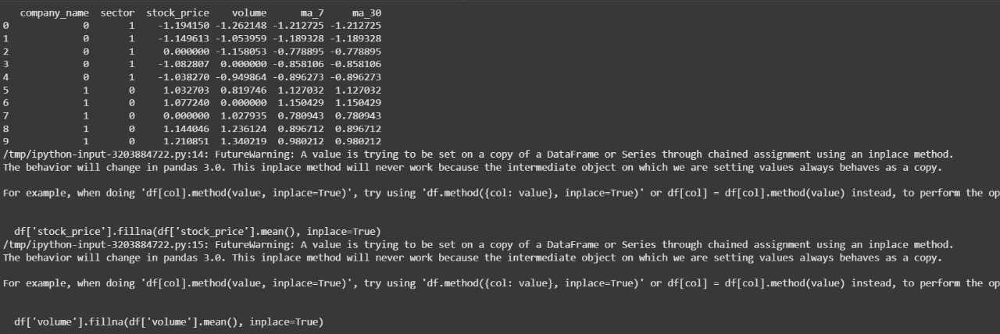 company_name sector stock_price volume ma_7 ma_30
0 0 1 -1.194150 -1.262148 -1.212725 -1.212725
1 0 1 -1.149613 -1.053959 -1.189328 -1.189328
2 0 1 0.000000 -1.158053 -0.778895 -0.778895
3 0 1 -1.082807 0.000000 -0.858106 -0.858106
4 0 1 -1.038270 -0.949864 -0.896273 -0.896273
5 1 0 1.032703 0.819746 1.127032 1.127032
6 1 0 1.077240 0.000000 1.150429 1.150429
7 1 0 0.000000 1.027935 0.780943 0.780943
8 1 0 1.144046 1.236124 0.896712 0.896712
9 1 0 1.210851 1.340219 0.980212 0.980212
/tmp/ipython-input-3203884722.py:14: FutureWarning: A value is trying to be set on a copy of a DataFrame or Series through chained assignment using an inplace method.
The behavior will change in pandas 3.0. This inplace method will never work because the intermediate object on which we are setting values always behaves as a copy.
For example, when doing 'df[col].method(value, inplace=True)', try using 'df.method({col: value}, inplace=True)' or df[col] = df[col].method(value) instead, to perform the op
df['stock_price'].fillna(df['stock_price'].mean(), inplace=True)
/tmp/ipython-input-3203884722.py:15: FutureWarning: A value is trying to be set on a copy of a DataFrame or Series through chained assignment using an inplace method.
The behavior will change in pandas 3.0. This inplace method will never work because the intermediate object on which we are setting values always behaves as a copy.
For example, when doing 'df[col].method(value, inplace=True)', try using 'df.method({col: value}, inplace=True)' or df[col] = df[col].method(value) instead, to perform the op
df['volume'].fillna(df['volume'].mean(), inplace=True)